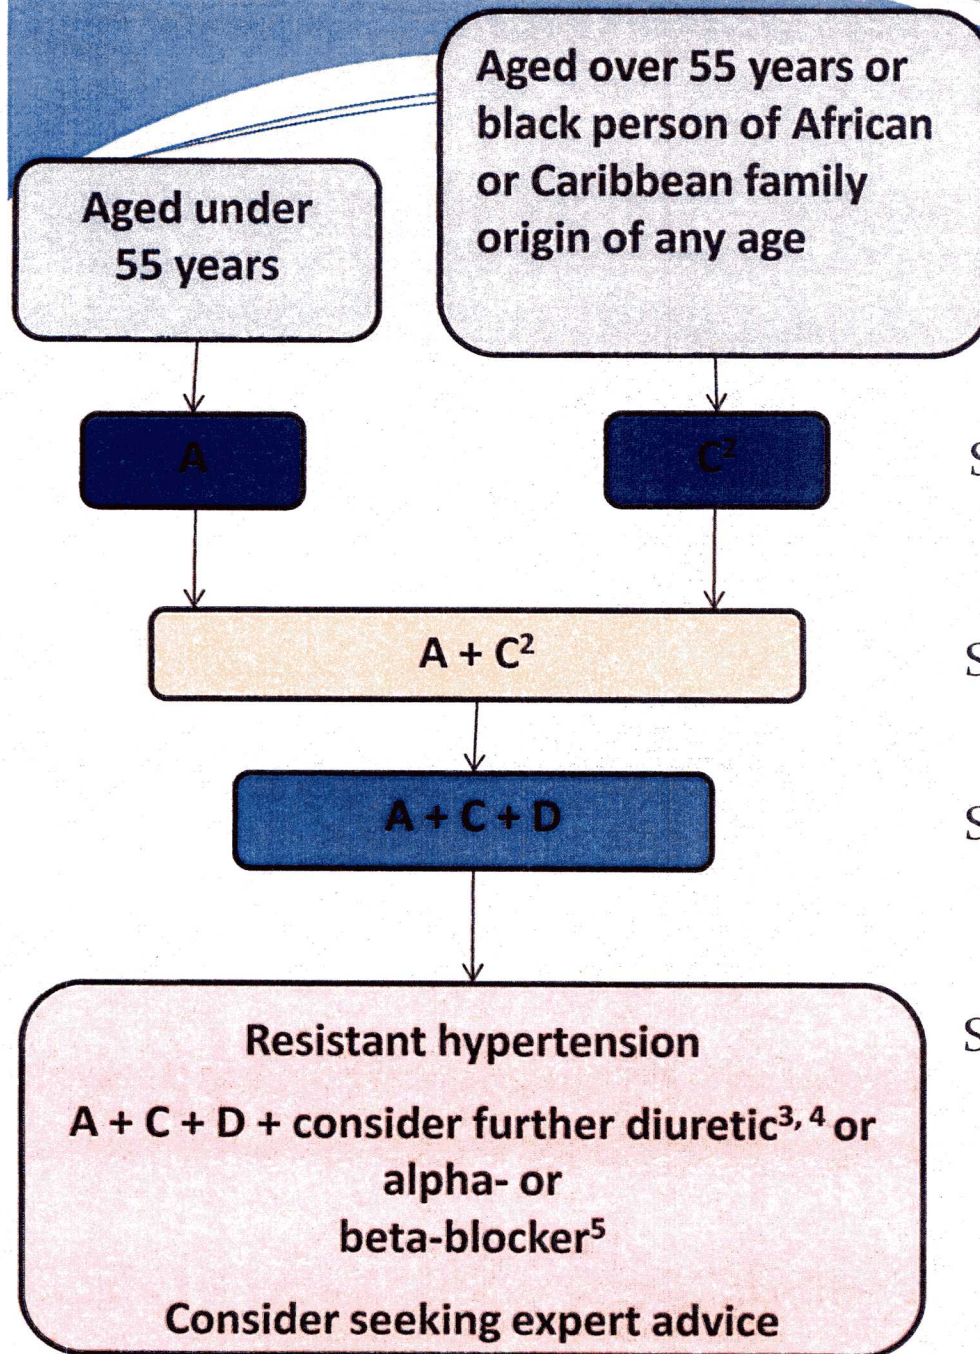 Aged over 55 years or
black person of African
or Caribbean family
origin of any age
Aged under
55 years
A
C²
S
A + C²
S
A + C + D
S
Resistant hypertension
S
A + C + D + consider further diuretic³, ⁴ or
alpha- or
beta-blocker⁵
Consider seeking expert advice